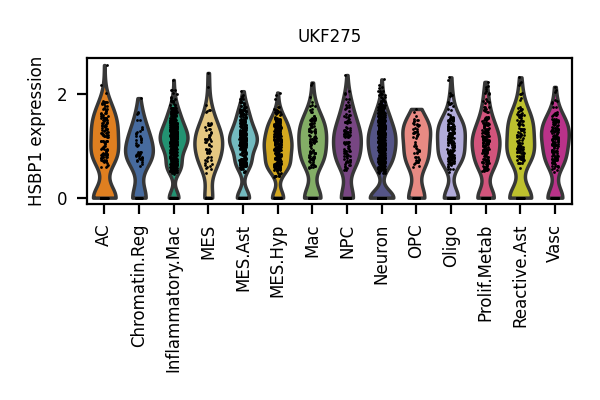 UKF275
HSBP1 expression
2
0
AC
Chromatin.Reg
Inflammatory.Mac
MES
MES.Ast
MES.Hyp
Mac
NPC
Neuron
OPC
Oligo
Prolif.Metab
Reactive.Ast
Vasc